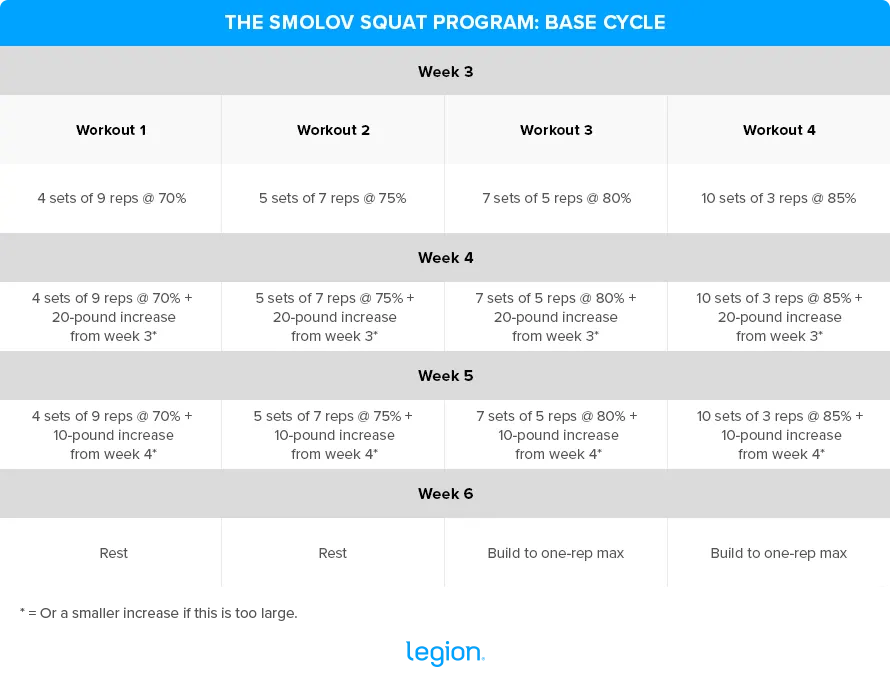 THE SMOLOV SQUAT PROGRAM: BASE CYCLE
Week 3
Workout 1
Workout 2
Workout 3
Workout 4
4 sets of 9 reps @ 70%
5 sets of 7 reps @ 75%
7 sets of 5 reps @ 80%
10 sets of 3 reps @ 85%
Week 4
4 sets of 9 reps @ 70% +
20-pound increase
from week 3*
5 sets of 7 reps @ 75% +
20-pound increase
from week 3*
7 sets of 5 reps @ 80% +
20-pound increase
from week 3*
10 sets of 3 reps @ 85% +
20-pound increase
from week 3*
Week 5
4 sets of 9 reps @ 70% +
10-pound increase
from week 4*
5 sets of 7 reps @ 75% +
10-pound increase
from week 4*
7 sets of 5 reps @ 80% +
10-pound increase
from week 4*
10 sets of 3 reps @ 85% +
10-pound increase
from week 4*
Week 6
Rest
Rest
Build to one-rep max
Build to one-rep max
* = Or a smaller increase if this is too large.
legion